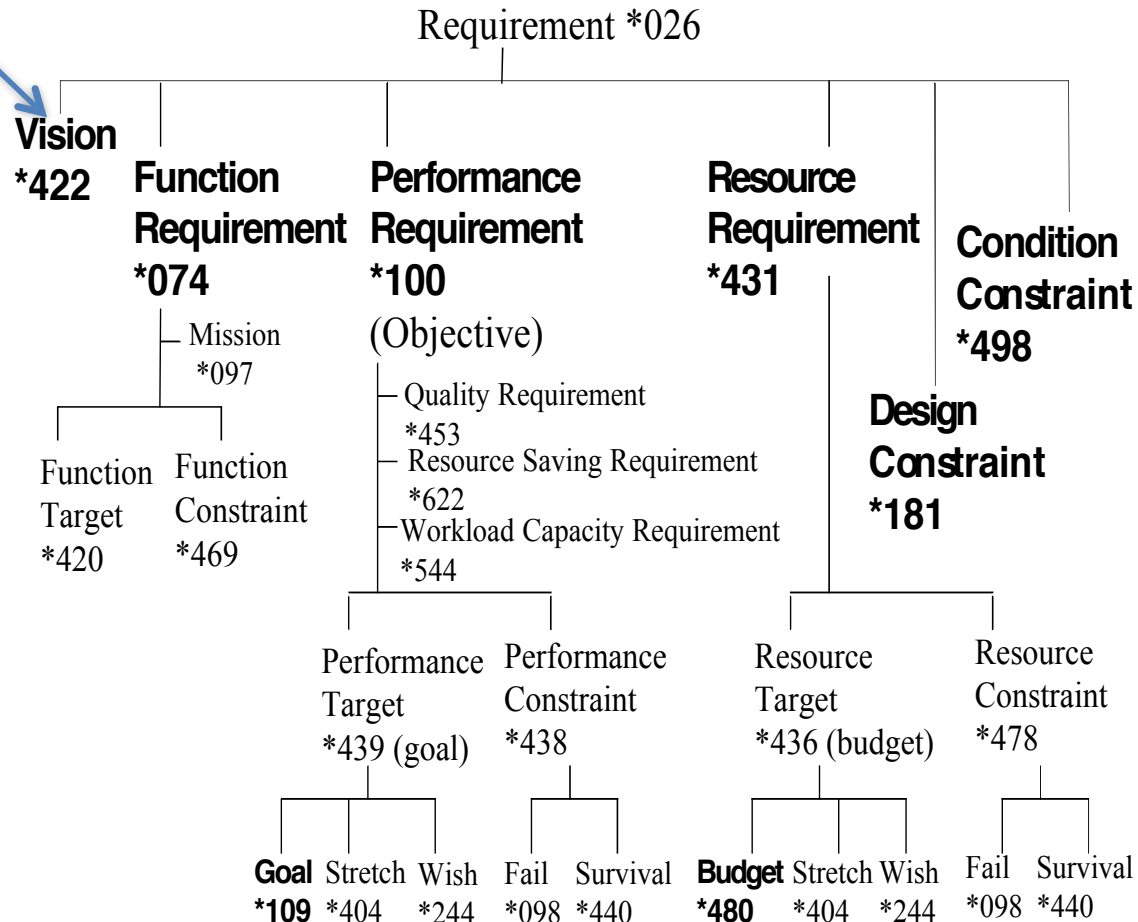 Requirement *026
Vision
*422
Function
Requirement
*074
Performance
Requirement
*100
(Objective)
Resource
Requirement
*431
Condition
Constraint
*498
Design
Constraint
*181
Mission
*097
Function
Target
*420
Function
Constraint
*469
Quality Requirement
*453
Resource Saving Requirement
*622
Workload Capacity Requirement
*544
Performance
Target
*439 (goal)
Performance
Constraint
*438
Resource
Target
*436 (budget)
Resource
Constraint
*478
Goal
*109
Stretch
*404
Wish
*244
Fail
*098
Survival
*440
Budget
*480
Stretch
*404
Wish
*244
Fail
*098
Survival
*440